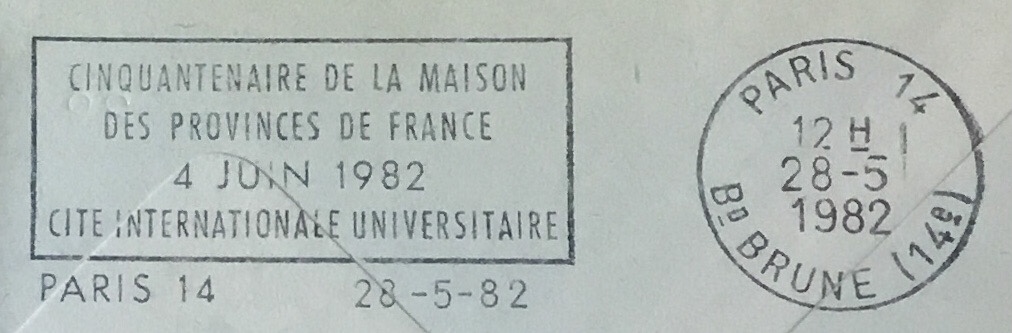 CINQUANTENAIRE DE LA MAISON
DES PROVINCES DE FRANCE
4 JUIN 1982
CITE INTERNATIONALE UNIVERSITAIRE
PARIS 14 28-5-82
PARIS 14
12 H
28-5
1982
Bᴅ BRUNE (14e)